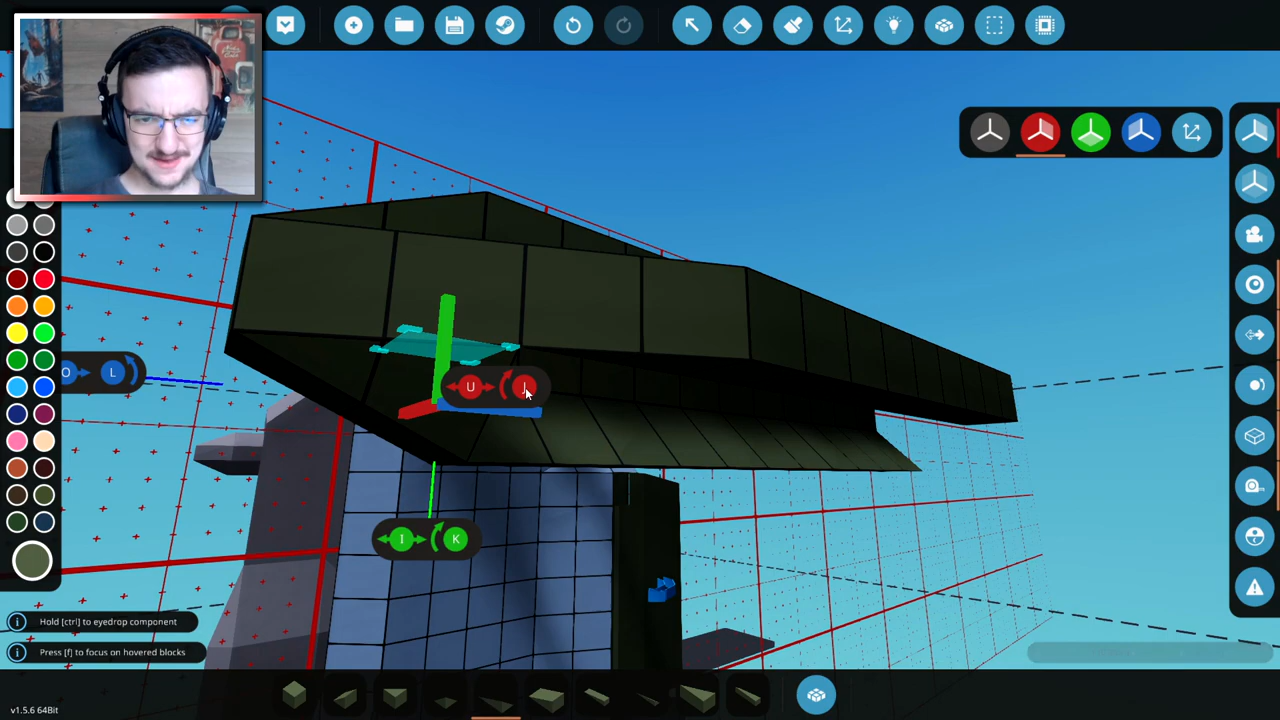 O L
U J
I K
Hold [ctrl] to eyedrop component
Press [f] to focus on hovered blocks
v1.5.6 64Bit